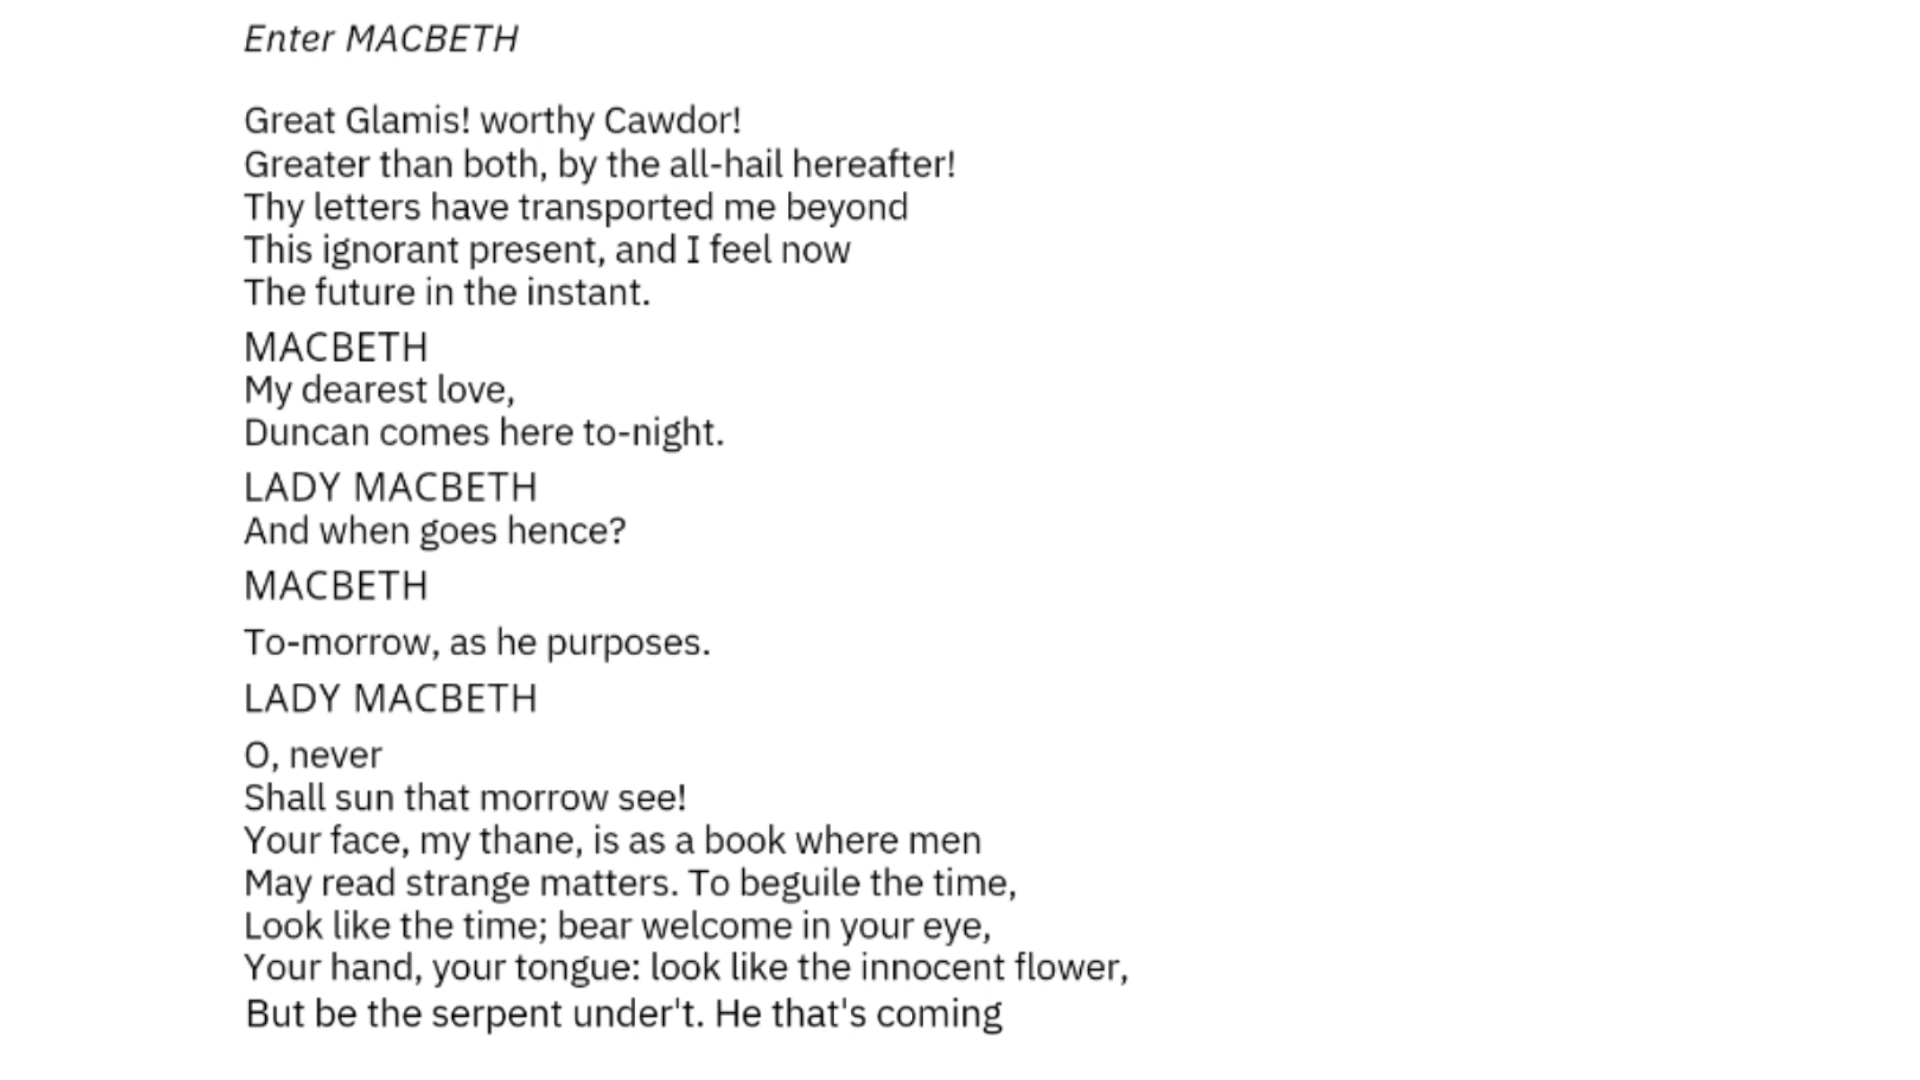 Enter MACBETH
Great Glamis! worthy Cawdor!
Greater than both, by the all-hail hereafter!
Thy letters have transported me beyond
This ignorant present, and I feel now
The future in the instant.
MACBETH
My dearest love,
Duncan comes here to-night.
LADY MACBETH
And when goes hence?
MACBETH
To-morrow, as he purposes.
LADY MACBETH
O, never
Shall sun that morrow see!
Your face, my thane, is as a book where men
May read strange matters. To beguile the time,
Look like the time; bear welcome in your eye,
Your hand, your tongue: look like the innocent flower,
But be the serpent under't. He that's coming